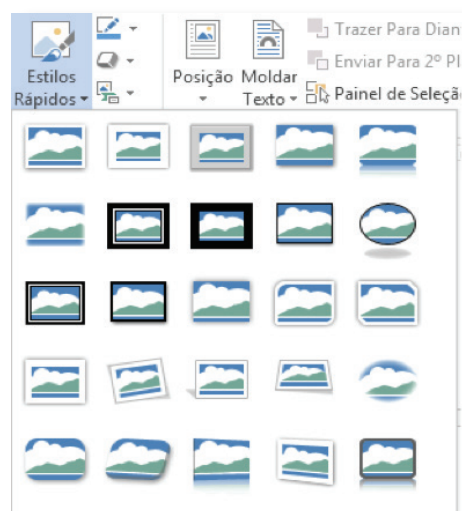 Estilos
Rápidos
Posição
Moldar
Texto
Trazer Para Dian
Enviar Para 2º Pl
Painel de Seleçã